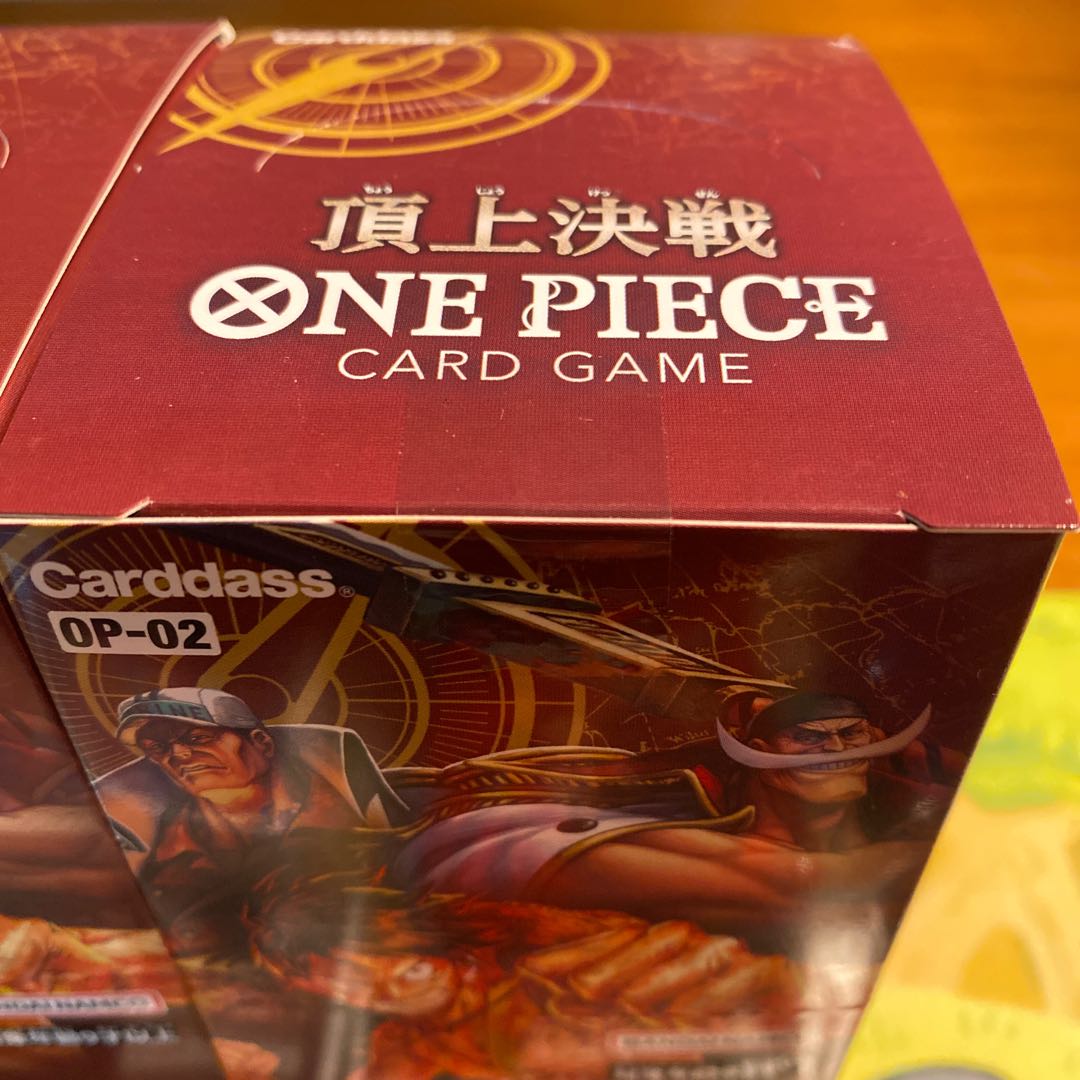 ちょう じょう けっ せん
頂上決戦
ONE PIECE
CARD GAME
Carddass®
OP-02